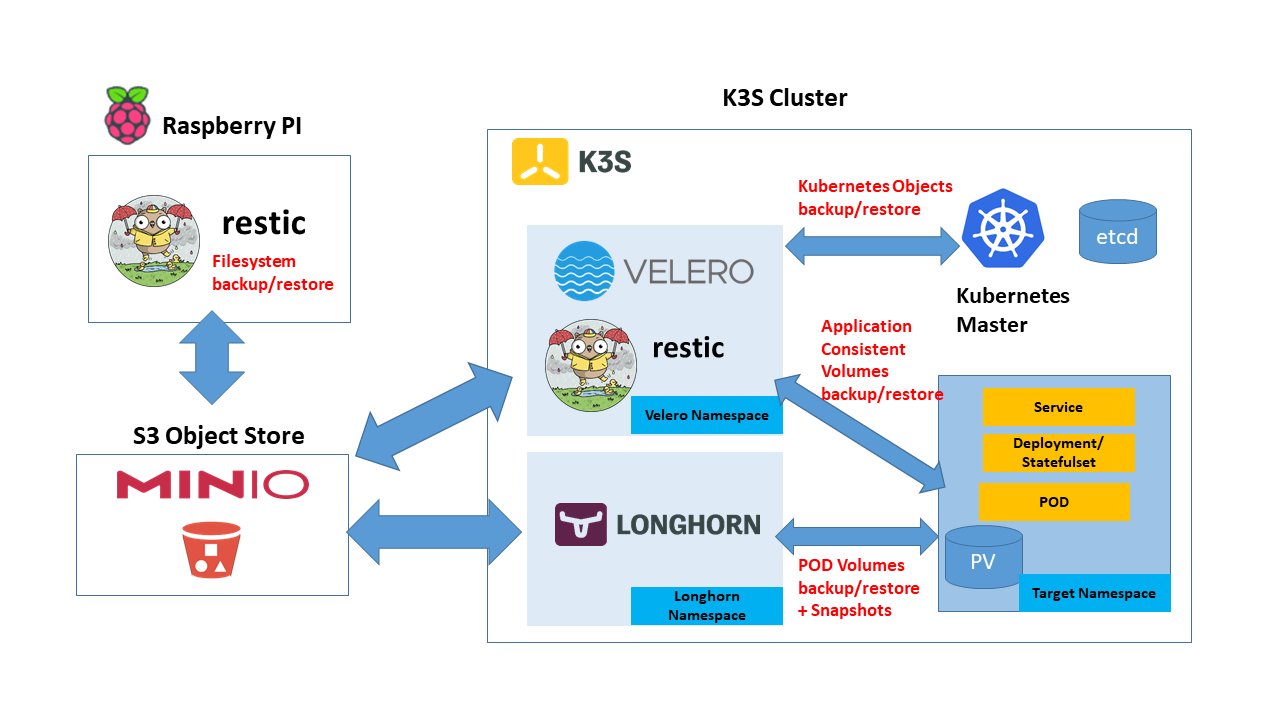 K3S Cluster
Raspberry PI
K3S
restic
Filesystem
backup/restore
Kubernetes Objects
backup/restore
etcd
VELERO
Kubernetes
Master
restic
Application
Consistent
Volumes
backup/restore
Velero Namespace
Service
Deployment/
Statefulset
POD
S3 Object Store
MINIO
LONGHORN
PV
POD Volumes
backup/restore
+ Snapshots
Longhorn
Namespace
Target Namespace